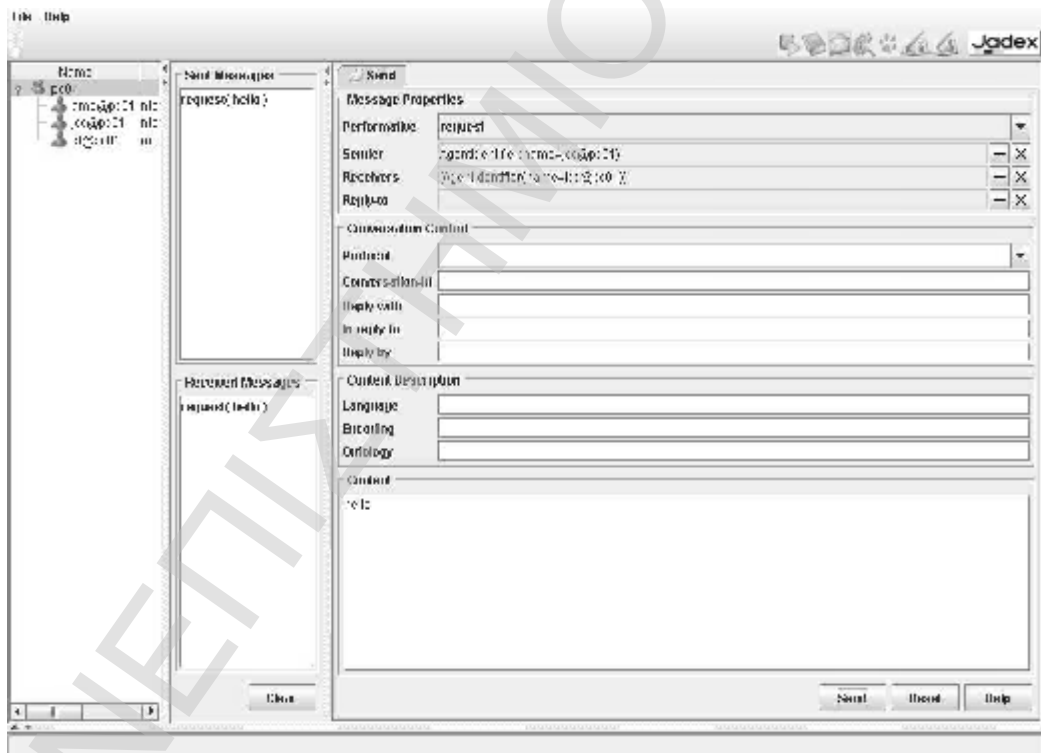 File Help
Jadex
Name
Sent Messages
request( hello )
Received Messages
request( hello )
Clear
Send
Message Properties
Performative request
Sender
Receivers
Reply-to
Conversation Control
Protocol
Conversation-id
Reply with
In reply to
Reply by
Content Description
Language
Encoding
Ontology
Content
hello
Send Reset Help
ΝΕΠΙΣΤΗΜΙΟ